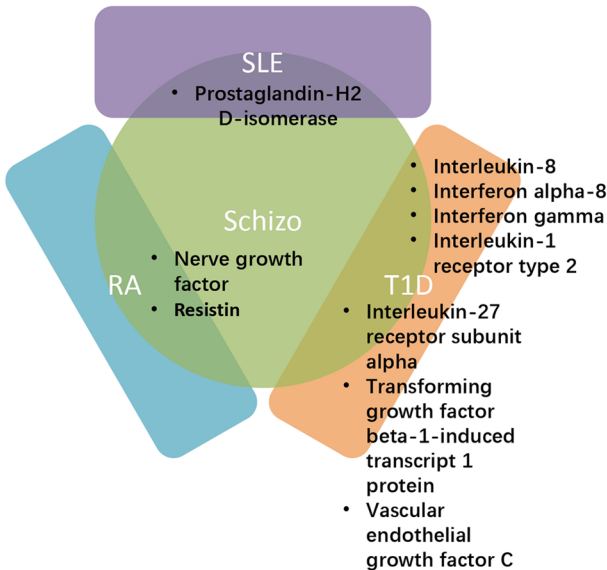 SLE
• Prostaglandin-H2
D-isomerase
• Interleukin-8
• Interferon alpha-8
• Interferon gamma
• Interleukin-1
receptor type 2
Schizo
• Nerve growth
factor
• Resistin
RA
T1D
• Interleukin-27
receptor subunit
alpha
• Transforming
growth factor
beta-1-induced
transcript 1
protein
• Vascular
endothelial
growth factor C